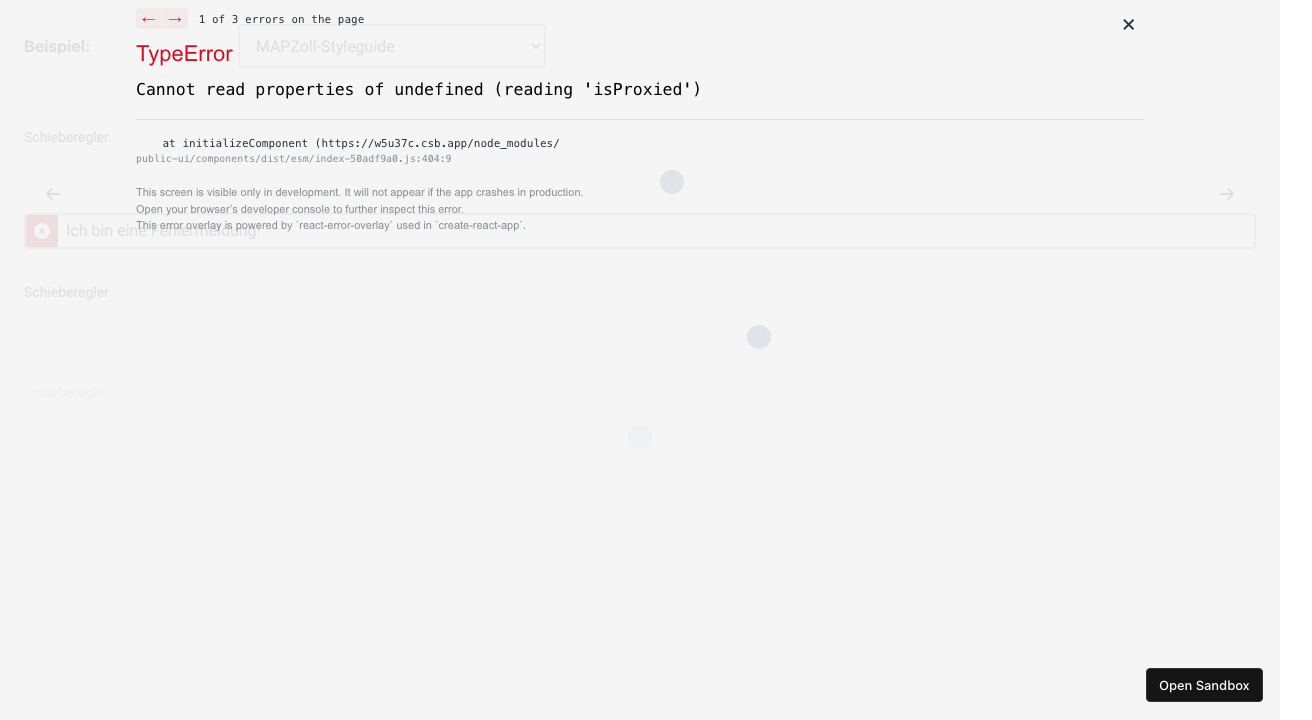 ← → 1 of 3 errors on the page
×
Beispiel:
MAPZoll-Styleguide
TypeError
Cannot read properties of undefined (reading 'isProxied')
Schieberegler
at initializeComponent (https://w5u37c.csb.app/node_modules/
public-ui/components/dist/esm/index-50adf9a0.js:404:9
This screen is visible only in development. It will not appear if the app crashes in production.
Open your browser’s developer console to further inspect this error.
This error overlay is powered by `react-error-overlay` used in `create-react-app`.
Ich bin eine Fehlermeldung!
Schieberegler
Schieberegler
Open Sandbox